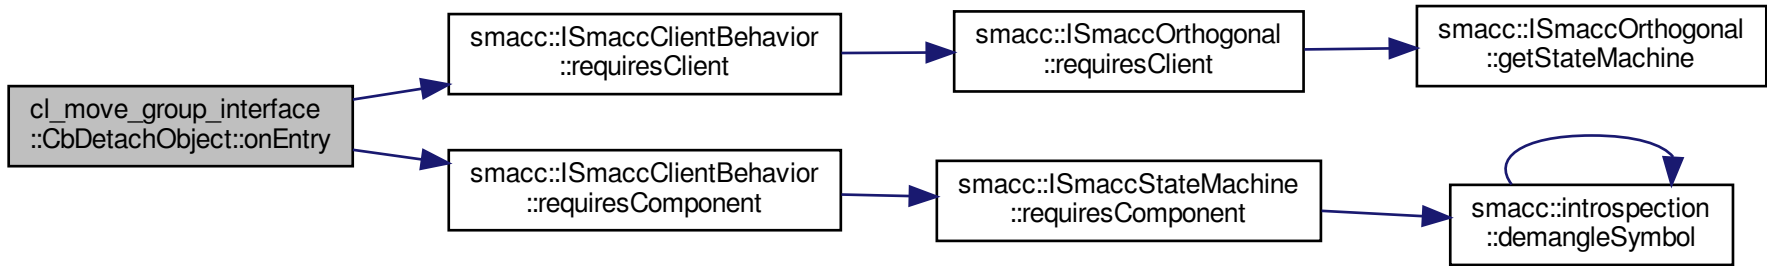 cl_move_group_interface
::CbDetachObject::onEntry
smacc::ISmaccClientBehavior
::requiresClient
smacc::ISmaccOrthogonal
::requiresClient
smacc::ISmaccOrthogonal
::getStateMachine
smacc::ISmaccClientBehavior
::requiresComponent
smacc::ISmaccStateMachine
::requiresComponent
smacc::introspection
::demangleSymbol